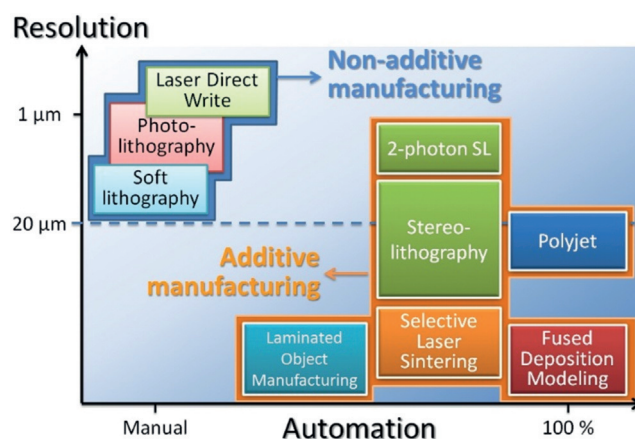 Resolution
Non-additive
manufacturing
Laser Direct
Write
1 µm
Photo-
lithography
2-photon SL
Soft
lithography
20 µm
Stereo-
lithography
Polyjet
Additive
manufacturing
Laminated
Object
Manufacturing
Selective
Laser
Sintering
Fused
Deposition
Modeling
Manual
Automation
100 %